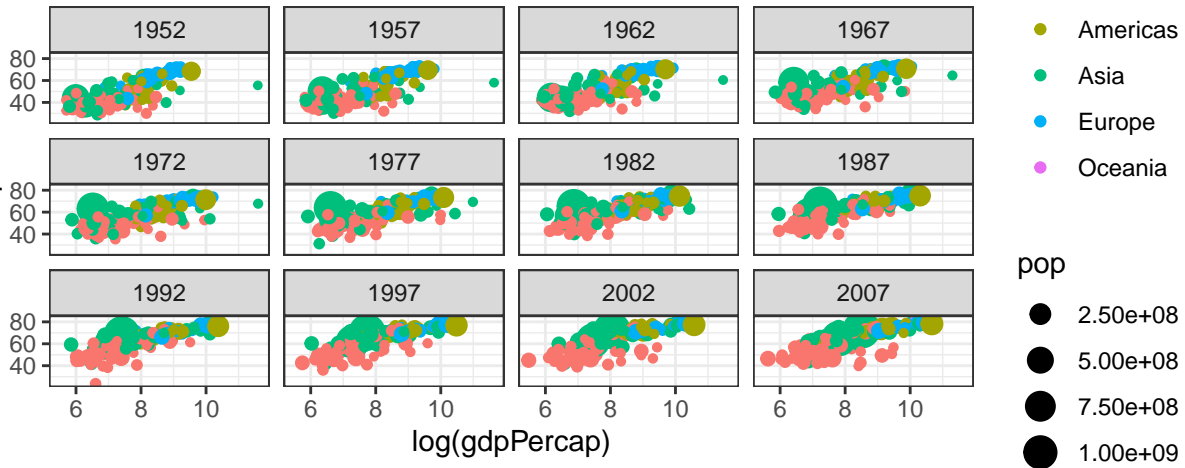 1952 1957 1962 1967
80
60
40
1972 1977 1982 1987
80
60
40
1992 1997 2002 2007
80
60
40
6 8 10 6 8 10 6 8 10 6 8 10
log(gdpPercap)
Americas
Asia
Europe
Oceania
pop
2.50e+08
5.00e+08
7.50e+08
1.00e+09